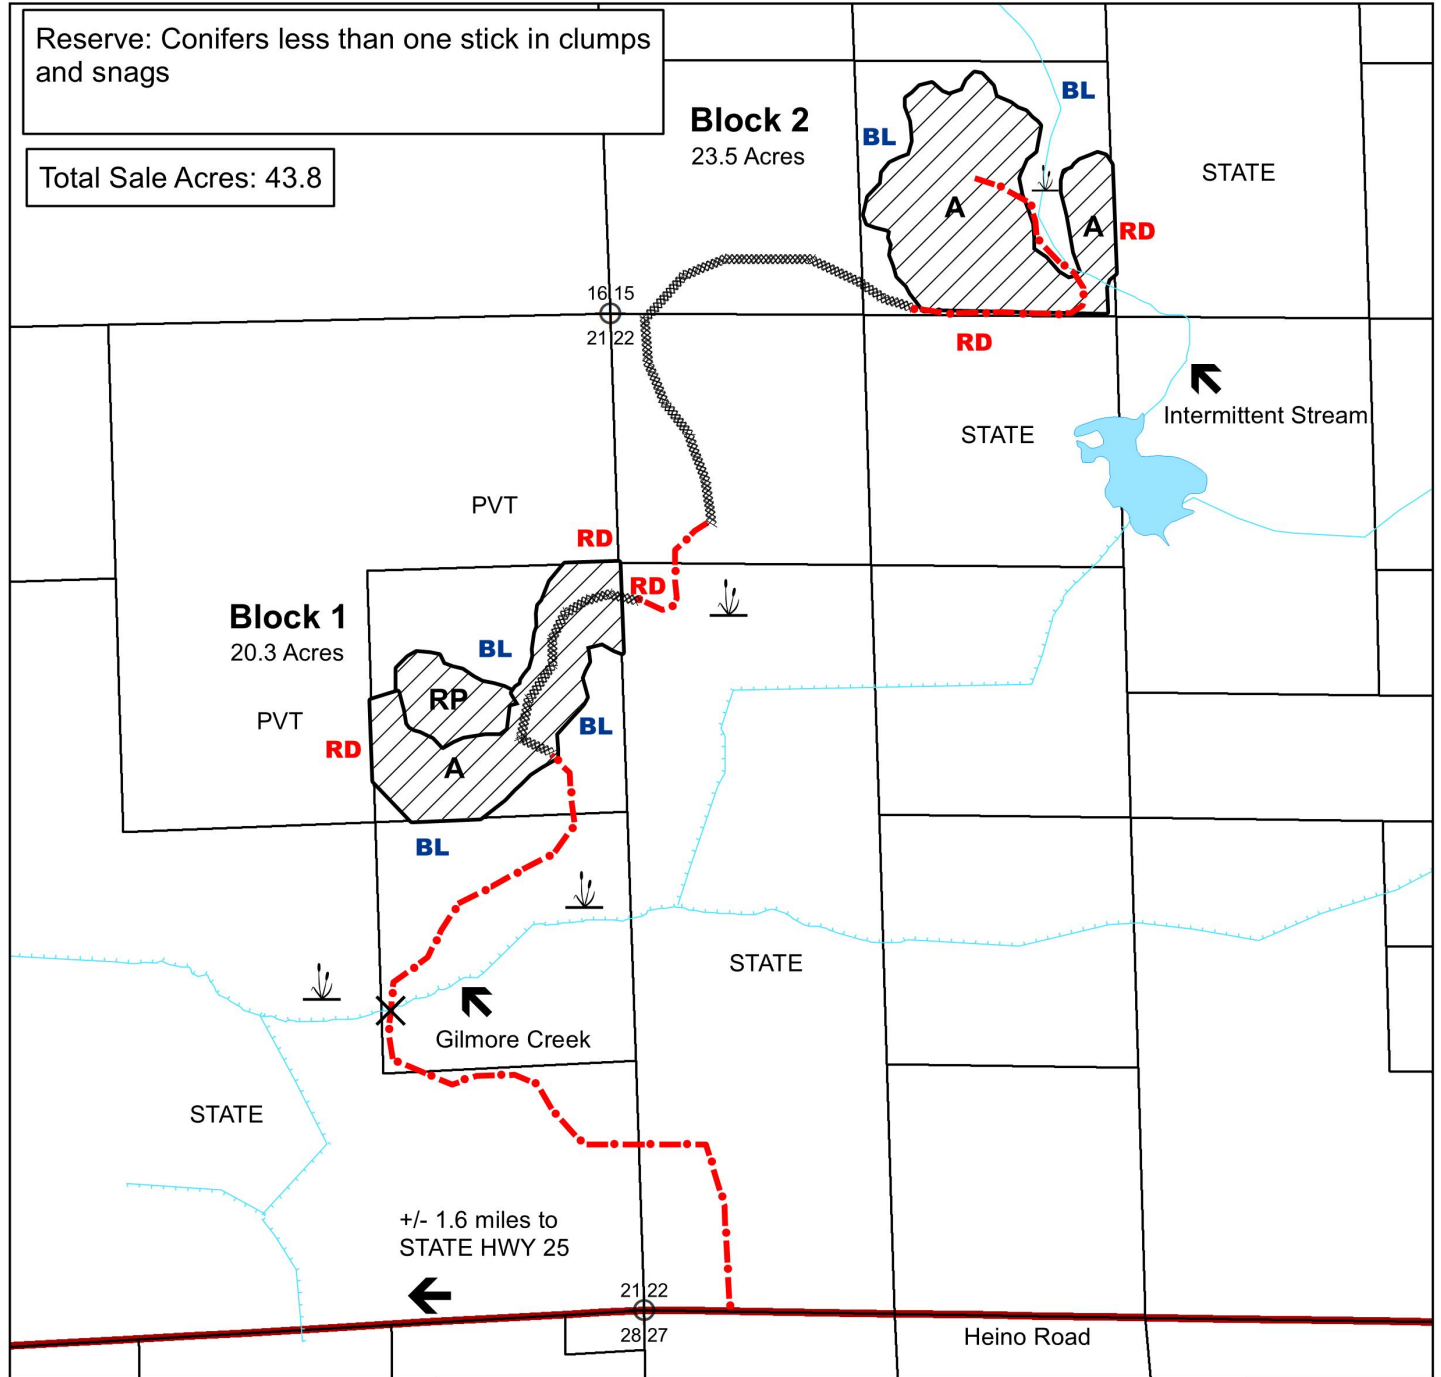 Reserve: Conifers less than one stick in clumps
and snags
Total Sale Acres: 43.8
Block 2
23.5 Acres
BL
BL
STATE
A
A
RD
16 15
21 22
RD
Intermittent Stream
STATE
PVT
RD
RD
Block 1
20.3 Acres
BL
RP
PVT
BL
RD
A
BL
STATE
Gilmore Creek
STATE
+/- 1.6 miles to
STATE HWY 25
21 22
28 27
Heino Road